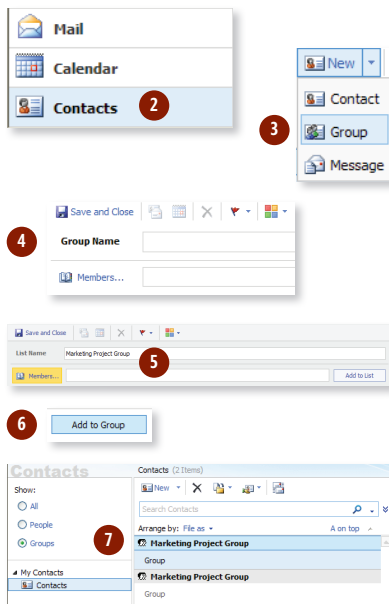 Mail
Calendar
Contacts
2
New
Contact
3
Group
Message
Save and Close
4
Group Name
Members...
Save and Close
List Name Marketing Project Group
5
Members... Add to List
6
Add to Group
Contacts
Contacts (2 Items)
Show:
New
All
Search Contacts
People
Arrange by: File as A on top
Groups
7
Marketing Project Group
Group
My Contacts
Marketing Project Group
Contacts
Group